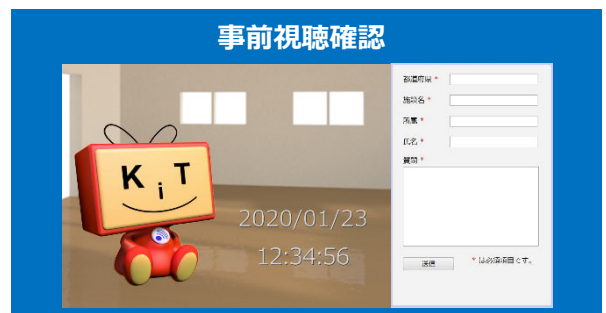 事前視聴確認
KiT
2020/01/23
12:34:56
都道府県 *
施設名 *
所属 *
氏名 *
質問 *
送信
* は必須項目です。